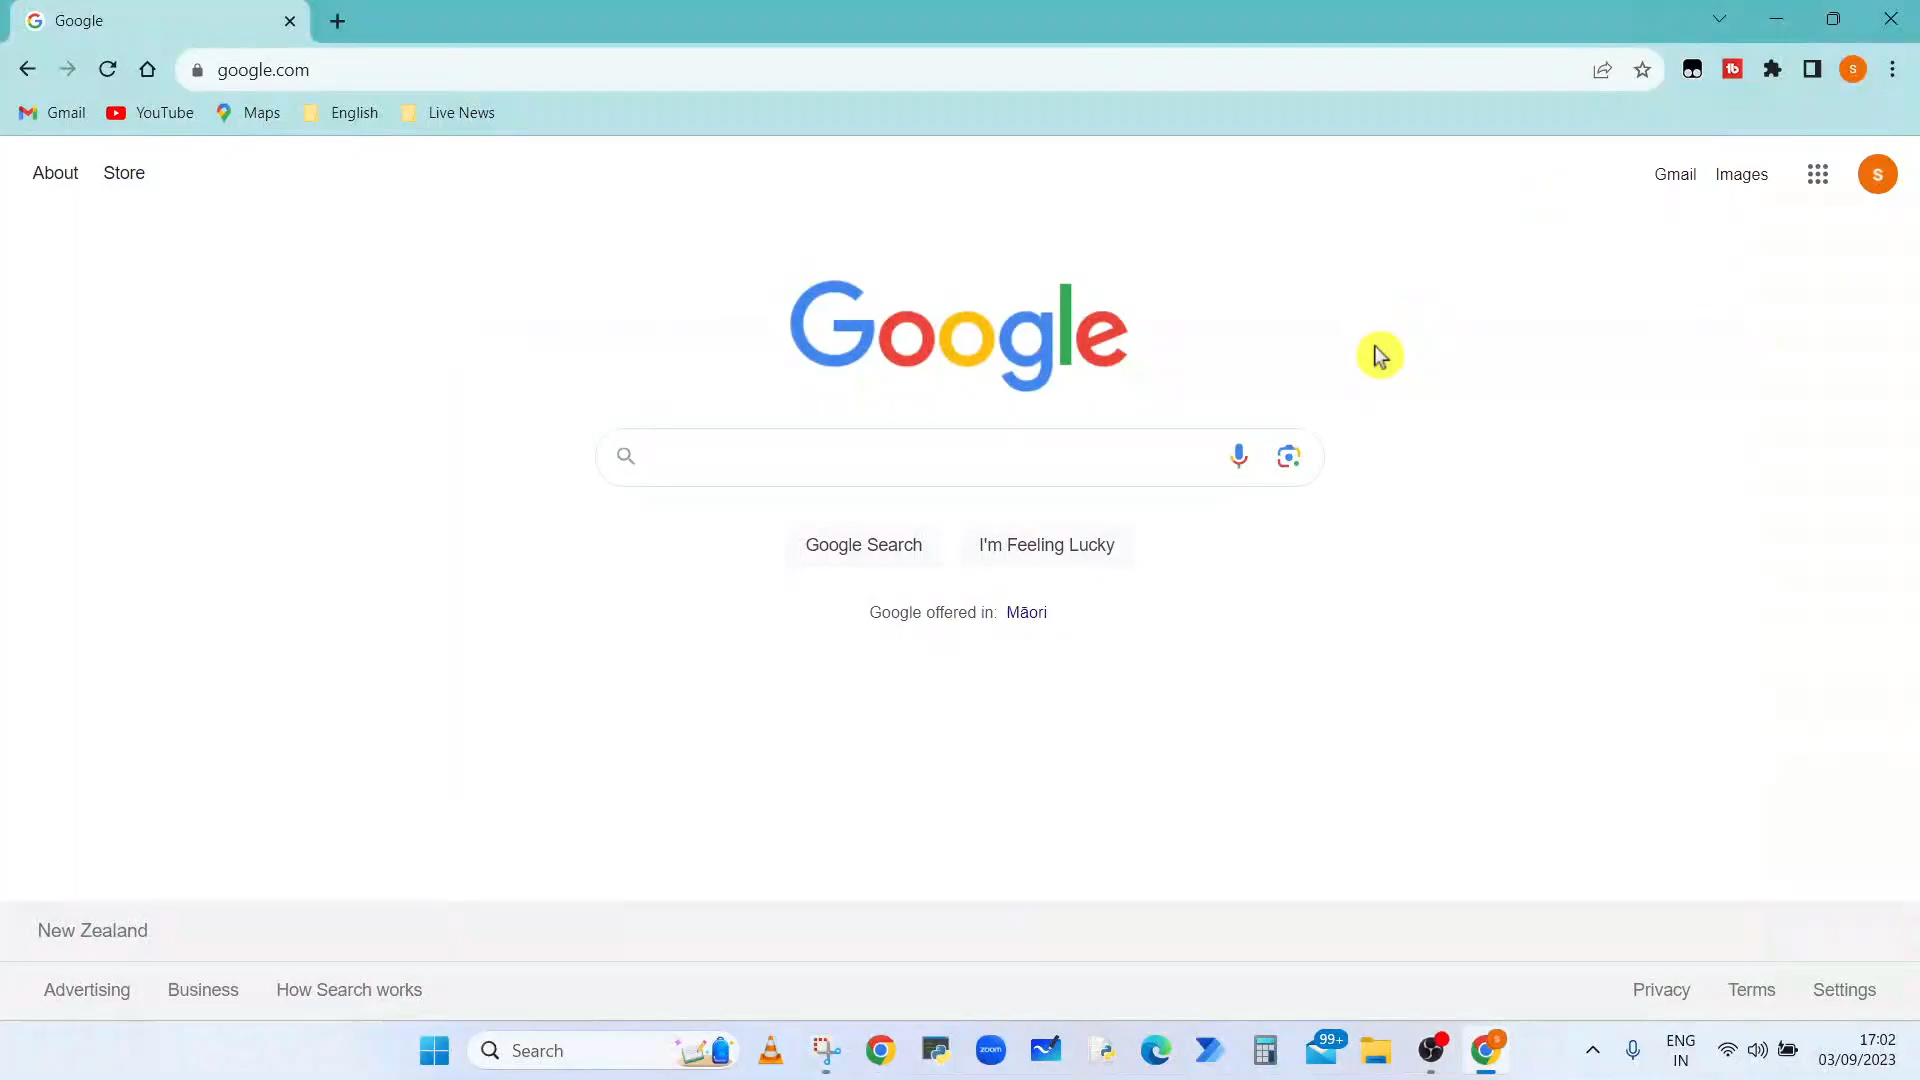 Google
google.com
Gmail YouTube Maps English Live News
About Store Gmail Images S
Google
Google Search I'm Feeling Lucky
Google offered in: Māori
New Zealand
Advertising Business How Search works Privacy Terms Settings
Search zoom 99+ ENG 17:02
IN 03/09/2023